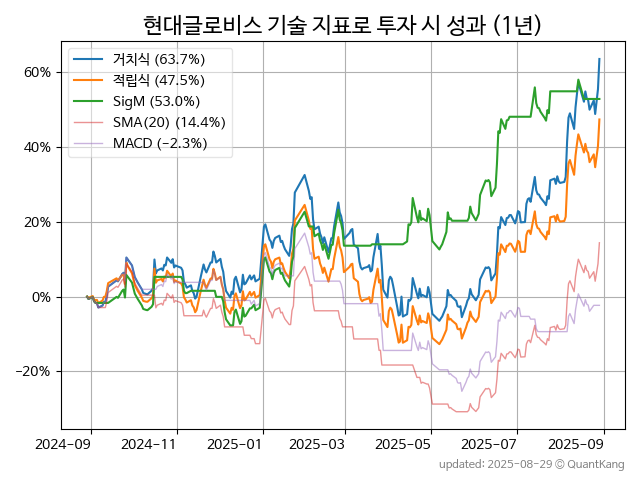 현대글로비스 기술 지표로 투자 시 성과 (1년)
거치식 (63.7%)
적립식 (47.5%)
SigM (53.0%)
SMA(20) (14.4%)
MACD (−2.3%)
60%
40%
20%
0%
−20%
2024-09 2024-11 2025-01 2025-03 2025-05 2025-07 2025-09
updated: 2025-08-29 © QuantKang